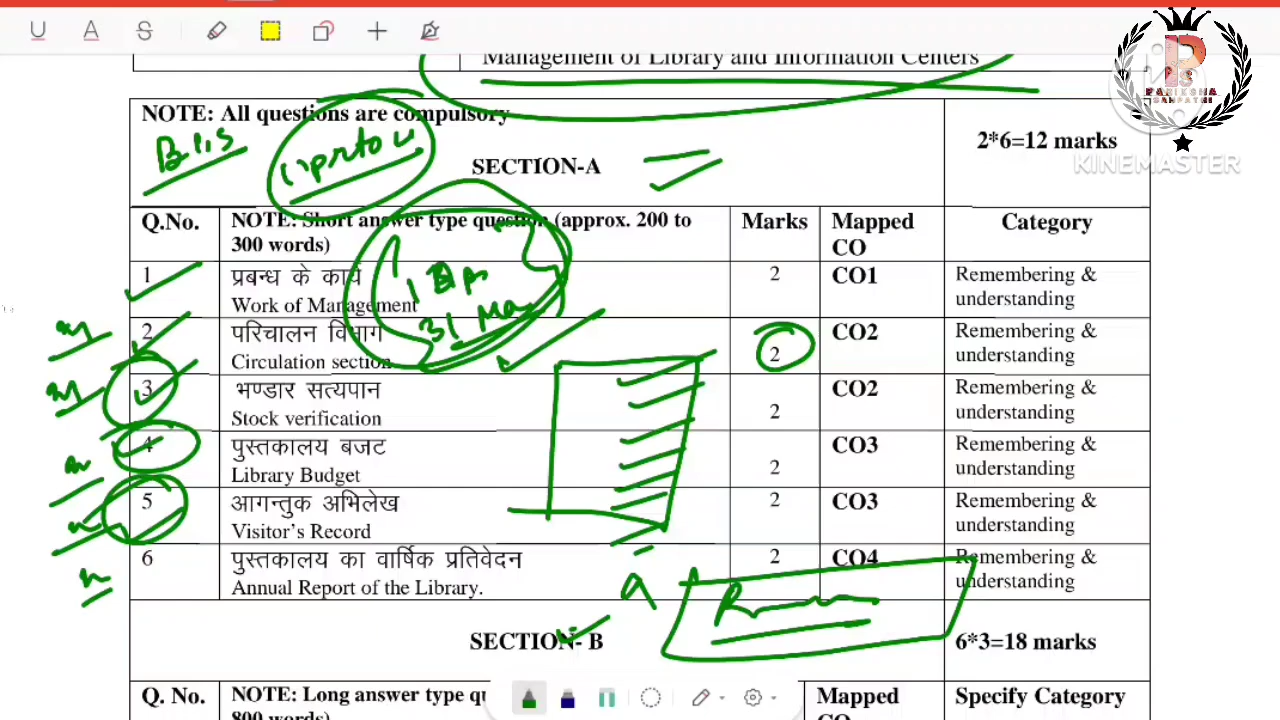 Management of Library and Information Centers
NOTE: All questions are compulsory
2*6=12 marks
BLIS
SECTION-A
Q.No. NOTE: Short answer type question (approx. 200 to 300 words) Marks Mapped CO Category
1 प्रबन्ध के कार्य 2 CO1 Remembering &
Work of Management understanding
2 परिचालन विभाग CO2 Remembering &
Circulation section 2 understanding
3 भण्डार सत्यपान CO2 Remembering &
Stock verification 2 understanding
4 पुस्तकालय बजट CO3 Remembering &
Library Budget 2 understanding
5 आगन्तुक अभिलेख 2 CO3 Remembering &
Visitor's Record understanding
6 पुस्तकालय का वार्षिक प्रतिवेदन 2 CO4 Remembering &
Annual Report of the Library. understanding
SECTION- B 6*3=18 marks
Q. No. NOTE: Long answer type qu Mapped Specify Category
PARIKSHA
SANPATHI
KINEMASTER
31